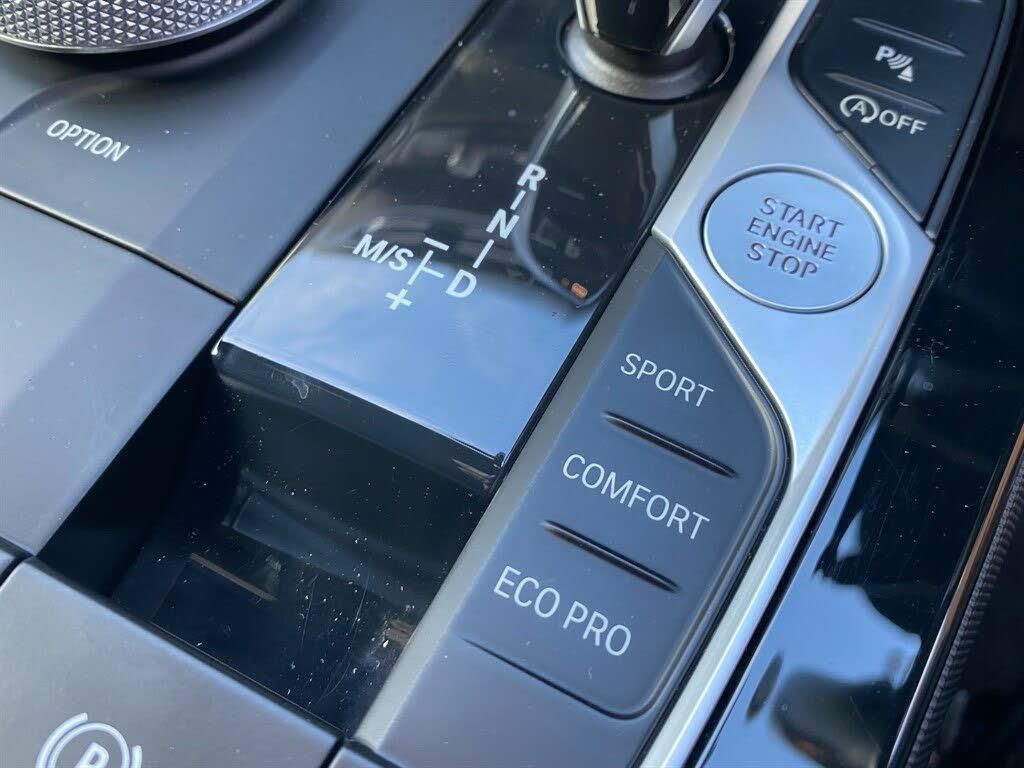 OPTION
R
N
D
M/S
−
+
P
(A)OFF
START
ENGINE
STOP
SPORT
COMFORT
ECO PRO
P